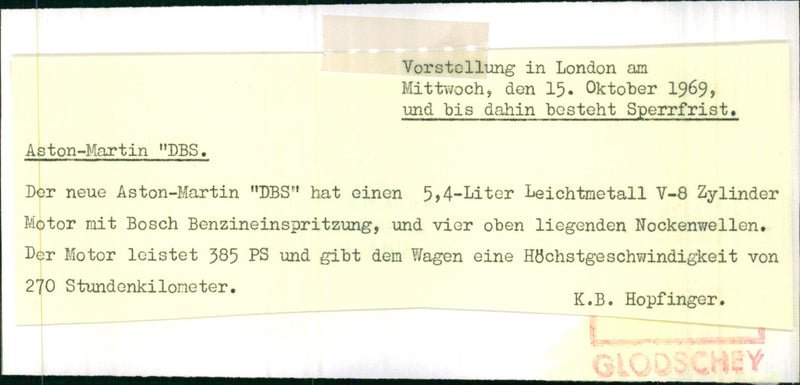 Vorstellung in London am
Mittwoch, den 15. Oktober 1969,
und bis dahin besteht Sperrfrist.
Aston-Martin "DBS.
Der neue Aston-Martin "DBS" hat einen 5,4-Liter Leichtmetall V-8 Zylinder
Motor mit Bosch Benzineinspritzung, und vier oben liegenden Nockenwellen.
Der Motor leistet 385 PS und gibt dem Wagen eine Höchstgeschwindigkeit von
270 Stundenkilometer.
K.B. Hopfinger.
GLODSCHEY